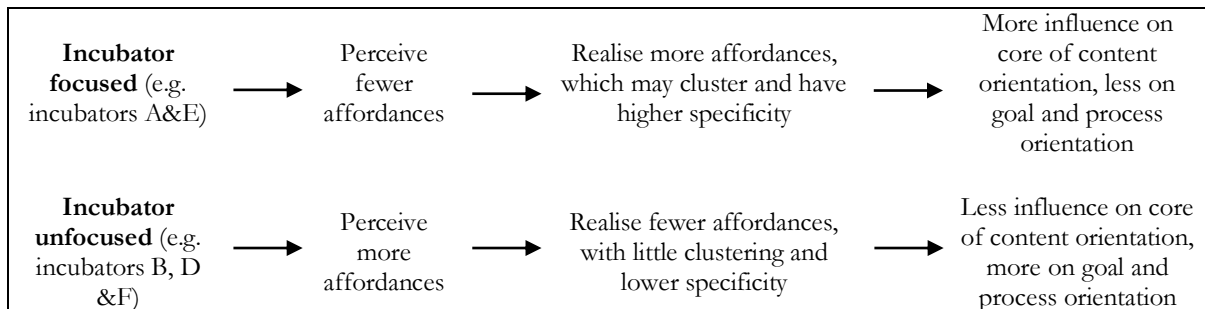 Incubator
focused (e.g.
incubators A&E)
Perceive
fewer
affordances
Realise more affordances,
which may cluster and have
higher specificity
More influence on
core of content
orientation, less on
goal and process
orientation
Incubator
unfocused (e.g.
incubators B, D
&F)
Perceive
more
affordances
Realise fewer affordances,
with little clustering and
lower specificity
Less influence on core
of content orientation,
more on goal and
process orientation